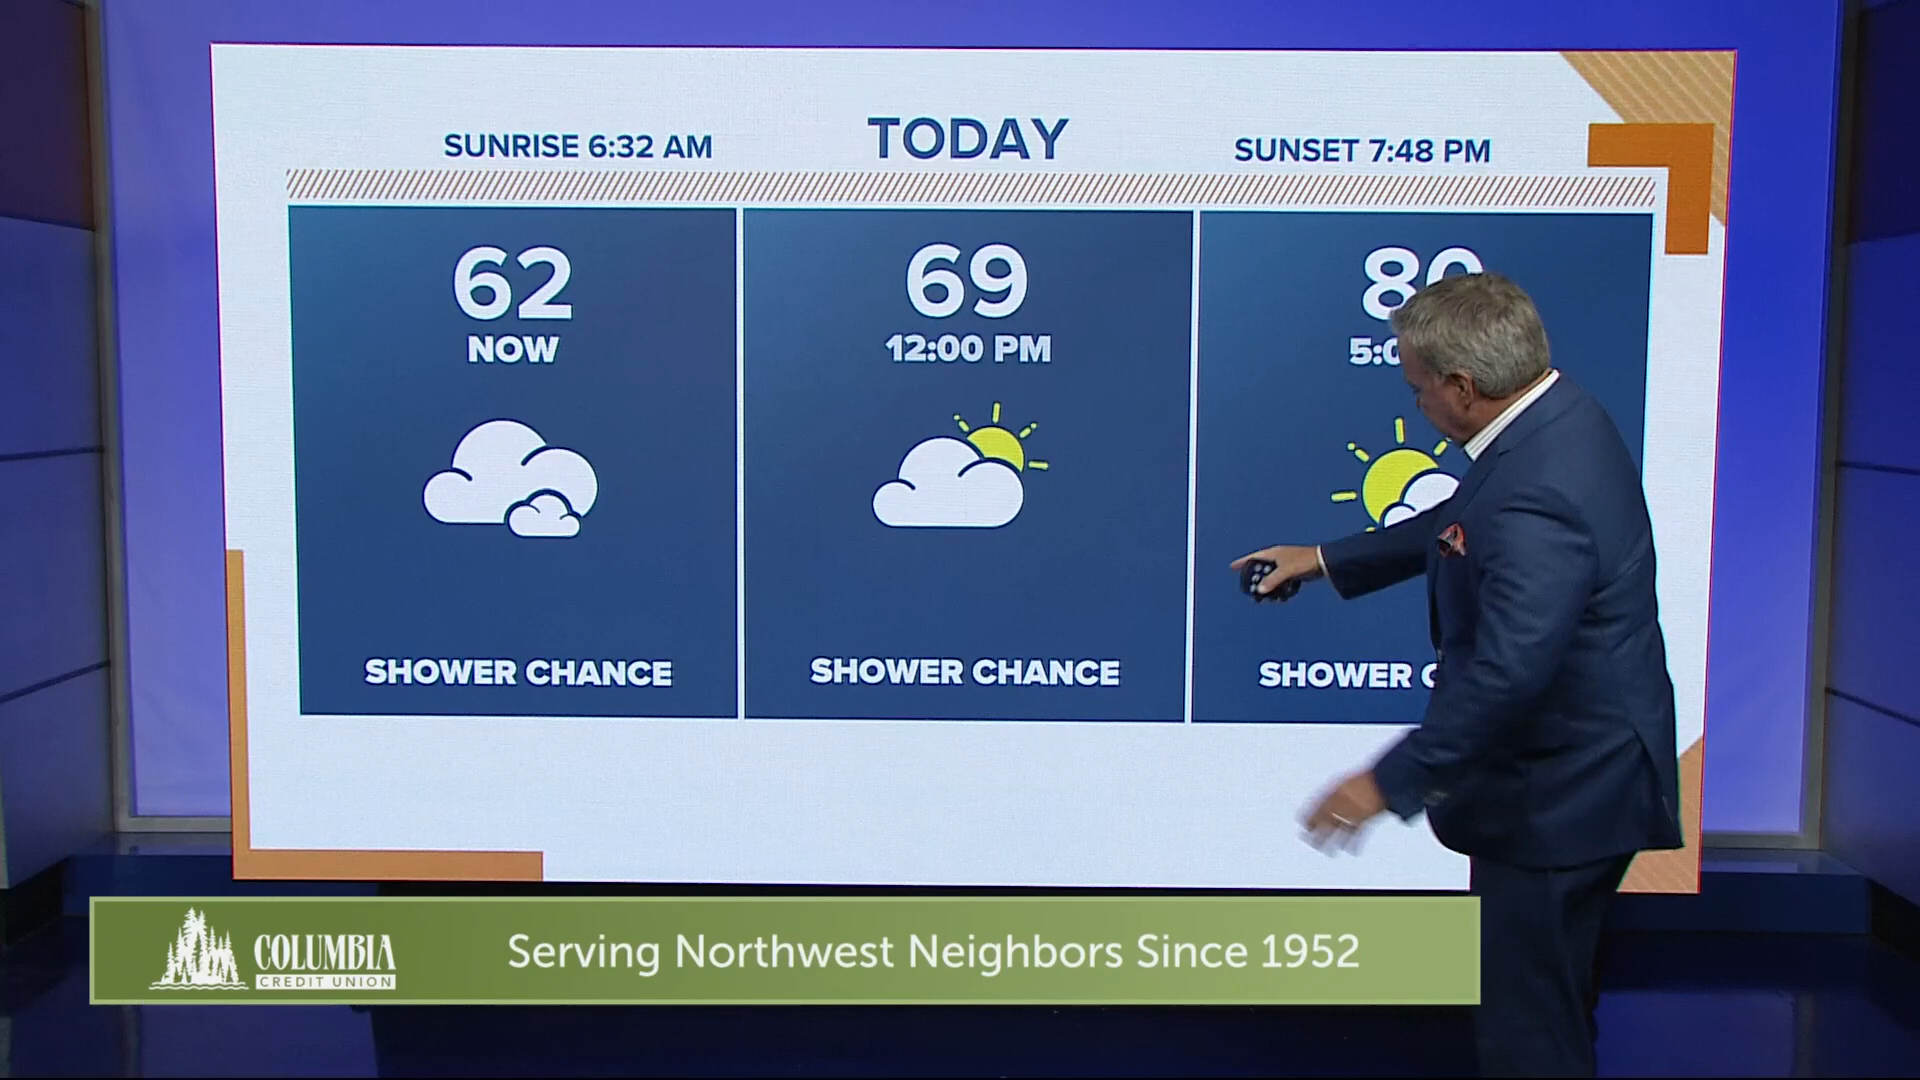 TODAY
SUNRISE 6:32 AM
SUNSET 7:48 PM
62
NOW
SHOWER CHANCE
69
12:00 PM
SHOWER CHANCE
SHOWER
COLUMBIA
CREDIT UNION
Serving Northwest Neighbors Since 1952